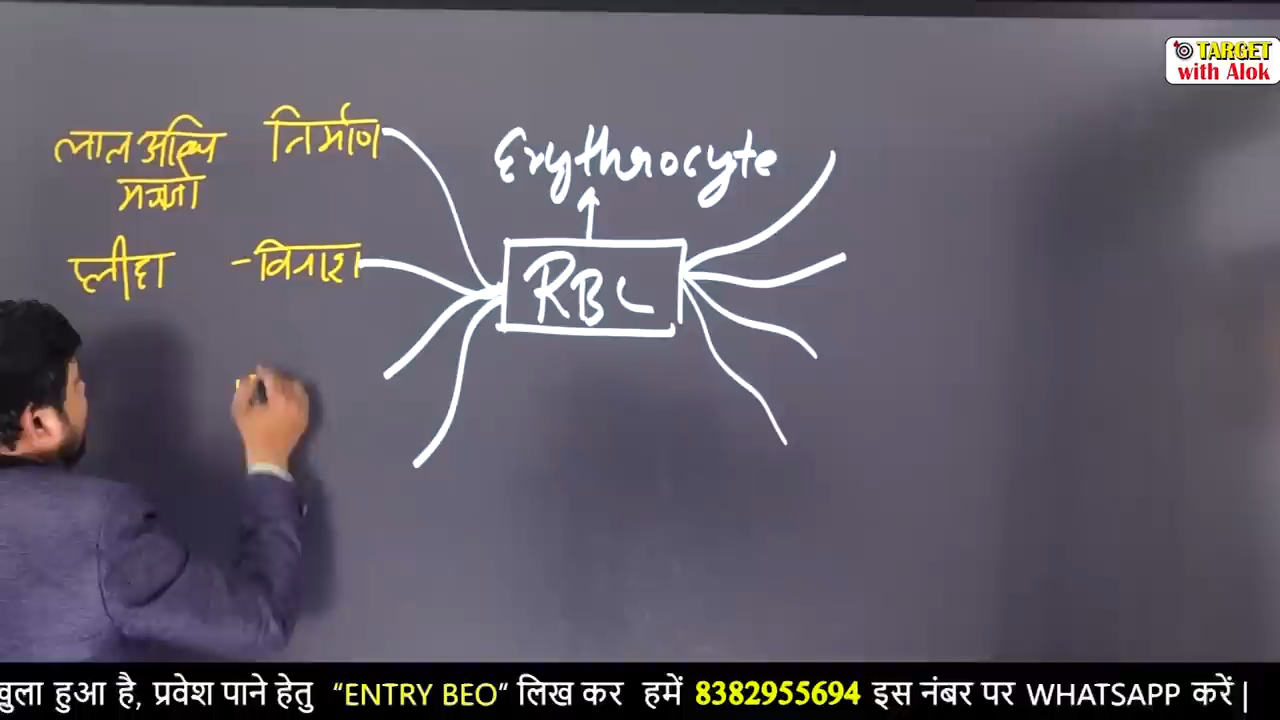 TARGET
with Alok
लाल अस्थि निर्माण
मज्जा
Erythrocyte
प्लीहा - विनाश
RBC
खुला हुआ है, प्रवेश पाने हेतु “ENTRY BEO” लिख कर हमें 8382955694 इस नंबर पर WHATSAPP करें |